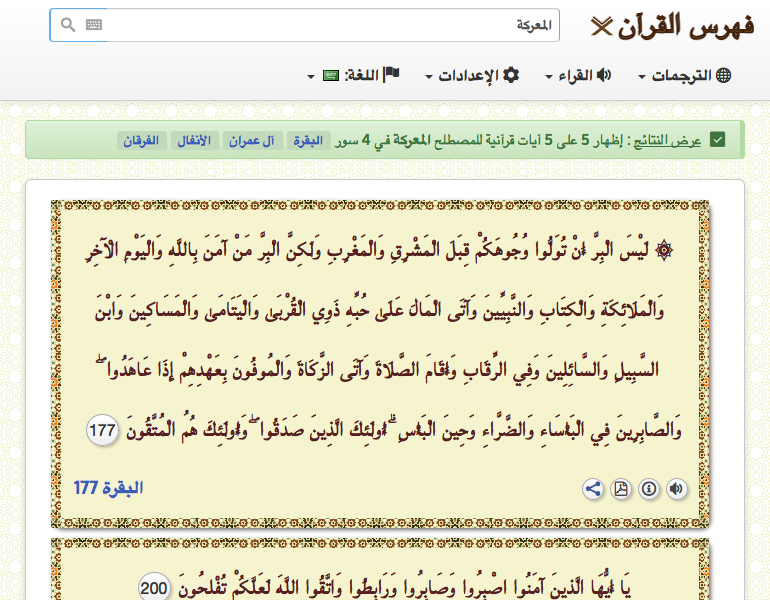 فهرس القرآن
المعركة
الترجمات
القراء
الإعدادات
اللغة:
عرض النتائج : إظهار 5 على 5 آيات قرآنية للمصطلح المعركة في 4 سور البقرة آل عمران الأنفال الفرقان
۞ لَيْسَ الْبِرَّ أَنْ تُوَلُّوا وُجُوهَكُمْ قِبَلَ الْمَشْرِقِ وَالْمَغْرِبِ وَلَٰكِنَّ الْبِرَّ مَنْ آمَنَ بِاللَّهِ وَالْيَوْمِ الْآخِرِ
وَالْمَلَائِكَةِ وَالْكِتَابِ وَالنَّبِيِّينَ وَآتَى الْمَالَ عَلَىٰ حُبِّهِ ذَوِي الْقُرْبَىٰ وَالْيَتَامَىٰ وَالْمَسَاكِينَ وَابْنَ
السَّبِيلِ وَالسَّائِلِينَ وَفِي الرِّقَابِ وَأَقَامَ الصَّلَاةَ وَآتَى الزَّكَاةَ وَالْمُوفُونَ بِعَهْدِهِمْ إِذَا عَاهَدُوا ۖ
وَالصَّابِرِينَ فِي الْبَأْسَاءِ وَالضَّرَّاءِ وَحِينَ الْبَأْسِ ۗ أُولَٰئِكَ الَّذِينَ صَدَقُوا ۖ وَأُولَٰئِكَ هُمُ الْمُتَّقُونَ 177
البقرة 177
يَا أَيُّهَا الَّذِينَ آمَنُوا اصْبِرُوا وَصَابِرُوا وَرَابِطُوا وَاتَّقُوا اللَّهَ لَعَلَّكُمْ تُفْلِحُونَ 200